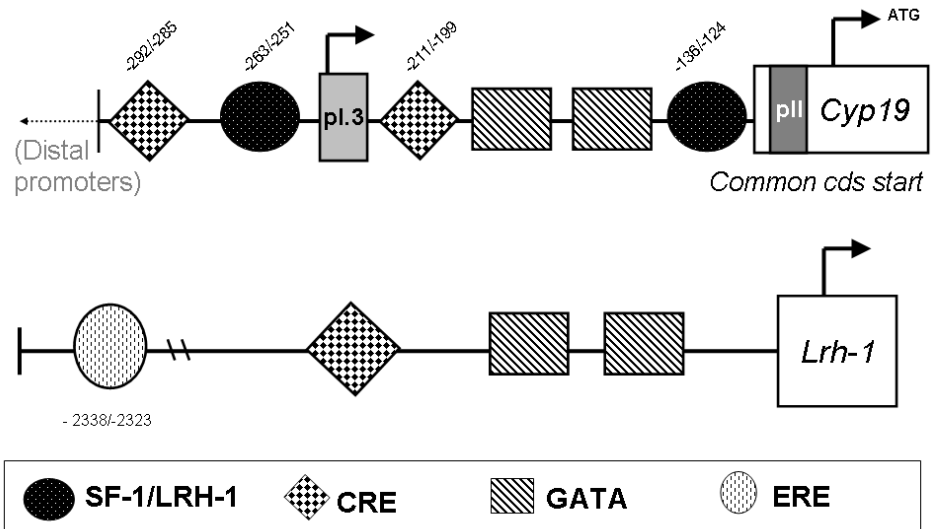 ATG
-292/-285
-263/-251
-211/-199
-136/-124
pI.3
pII
Cyp19
(Distal
promoters)
Common cds start
Lrh-1
- 2338/-2323
SF-1/LRH-1
CRE
GATA
ERE